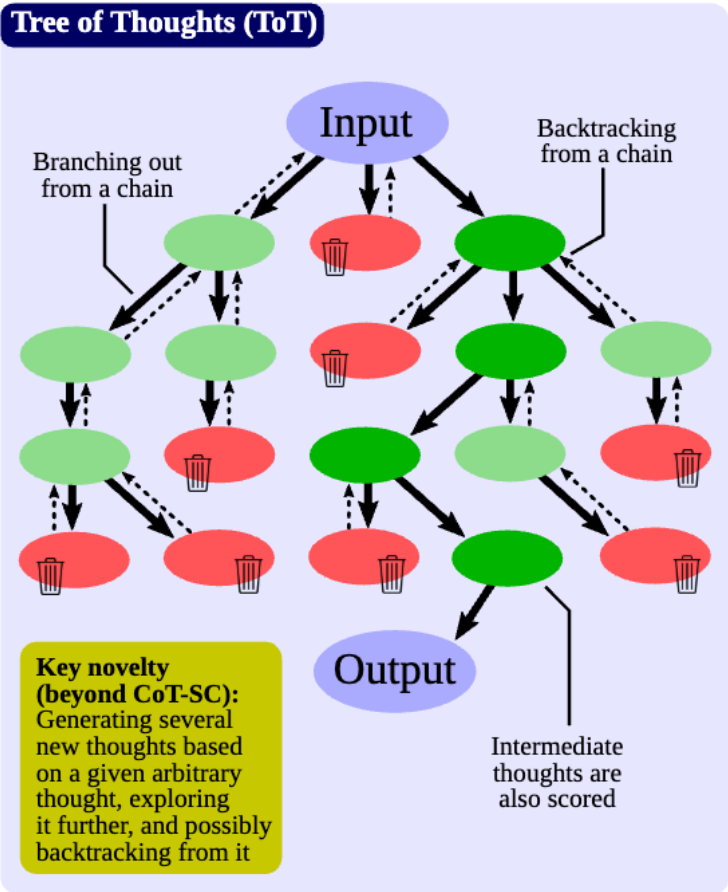 Tree of Thoughts (ToT)
Input
Branching out
from a chain
Backtracking
from a chain
Output
Key novelty
(beyond CoT-SC):
Generating several
new thoughts based
on a given arbitrary
thought, exploring
it further, and possibly
backtracking from it
Intermediate
thoughts are
also scored